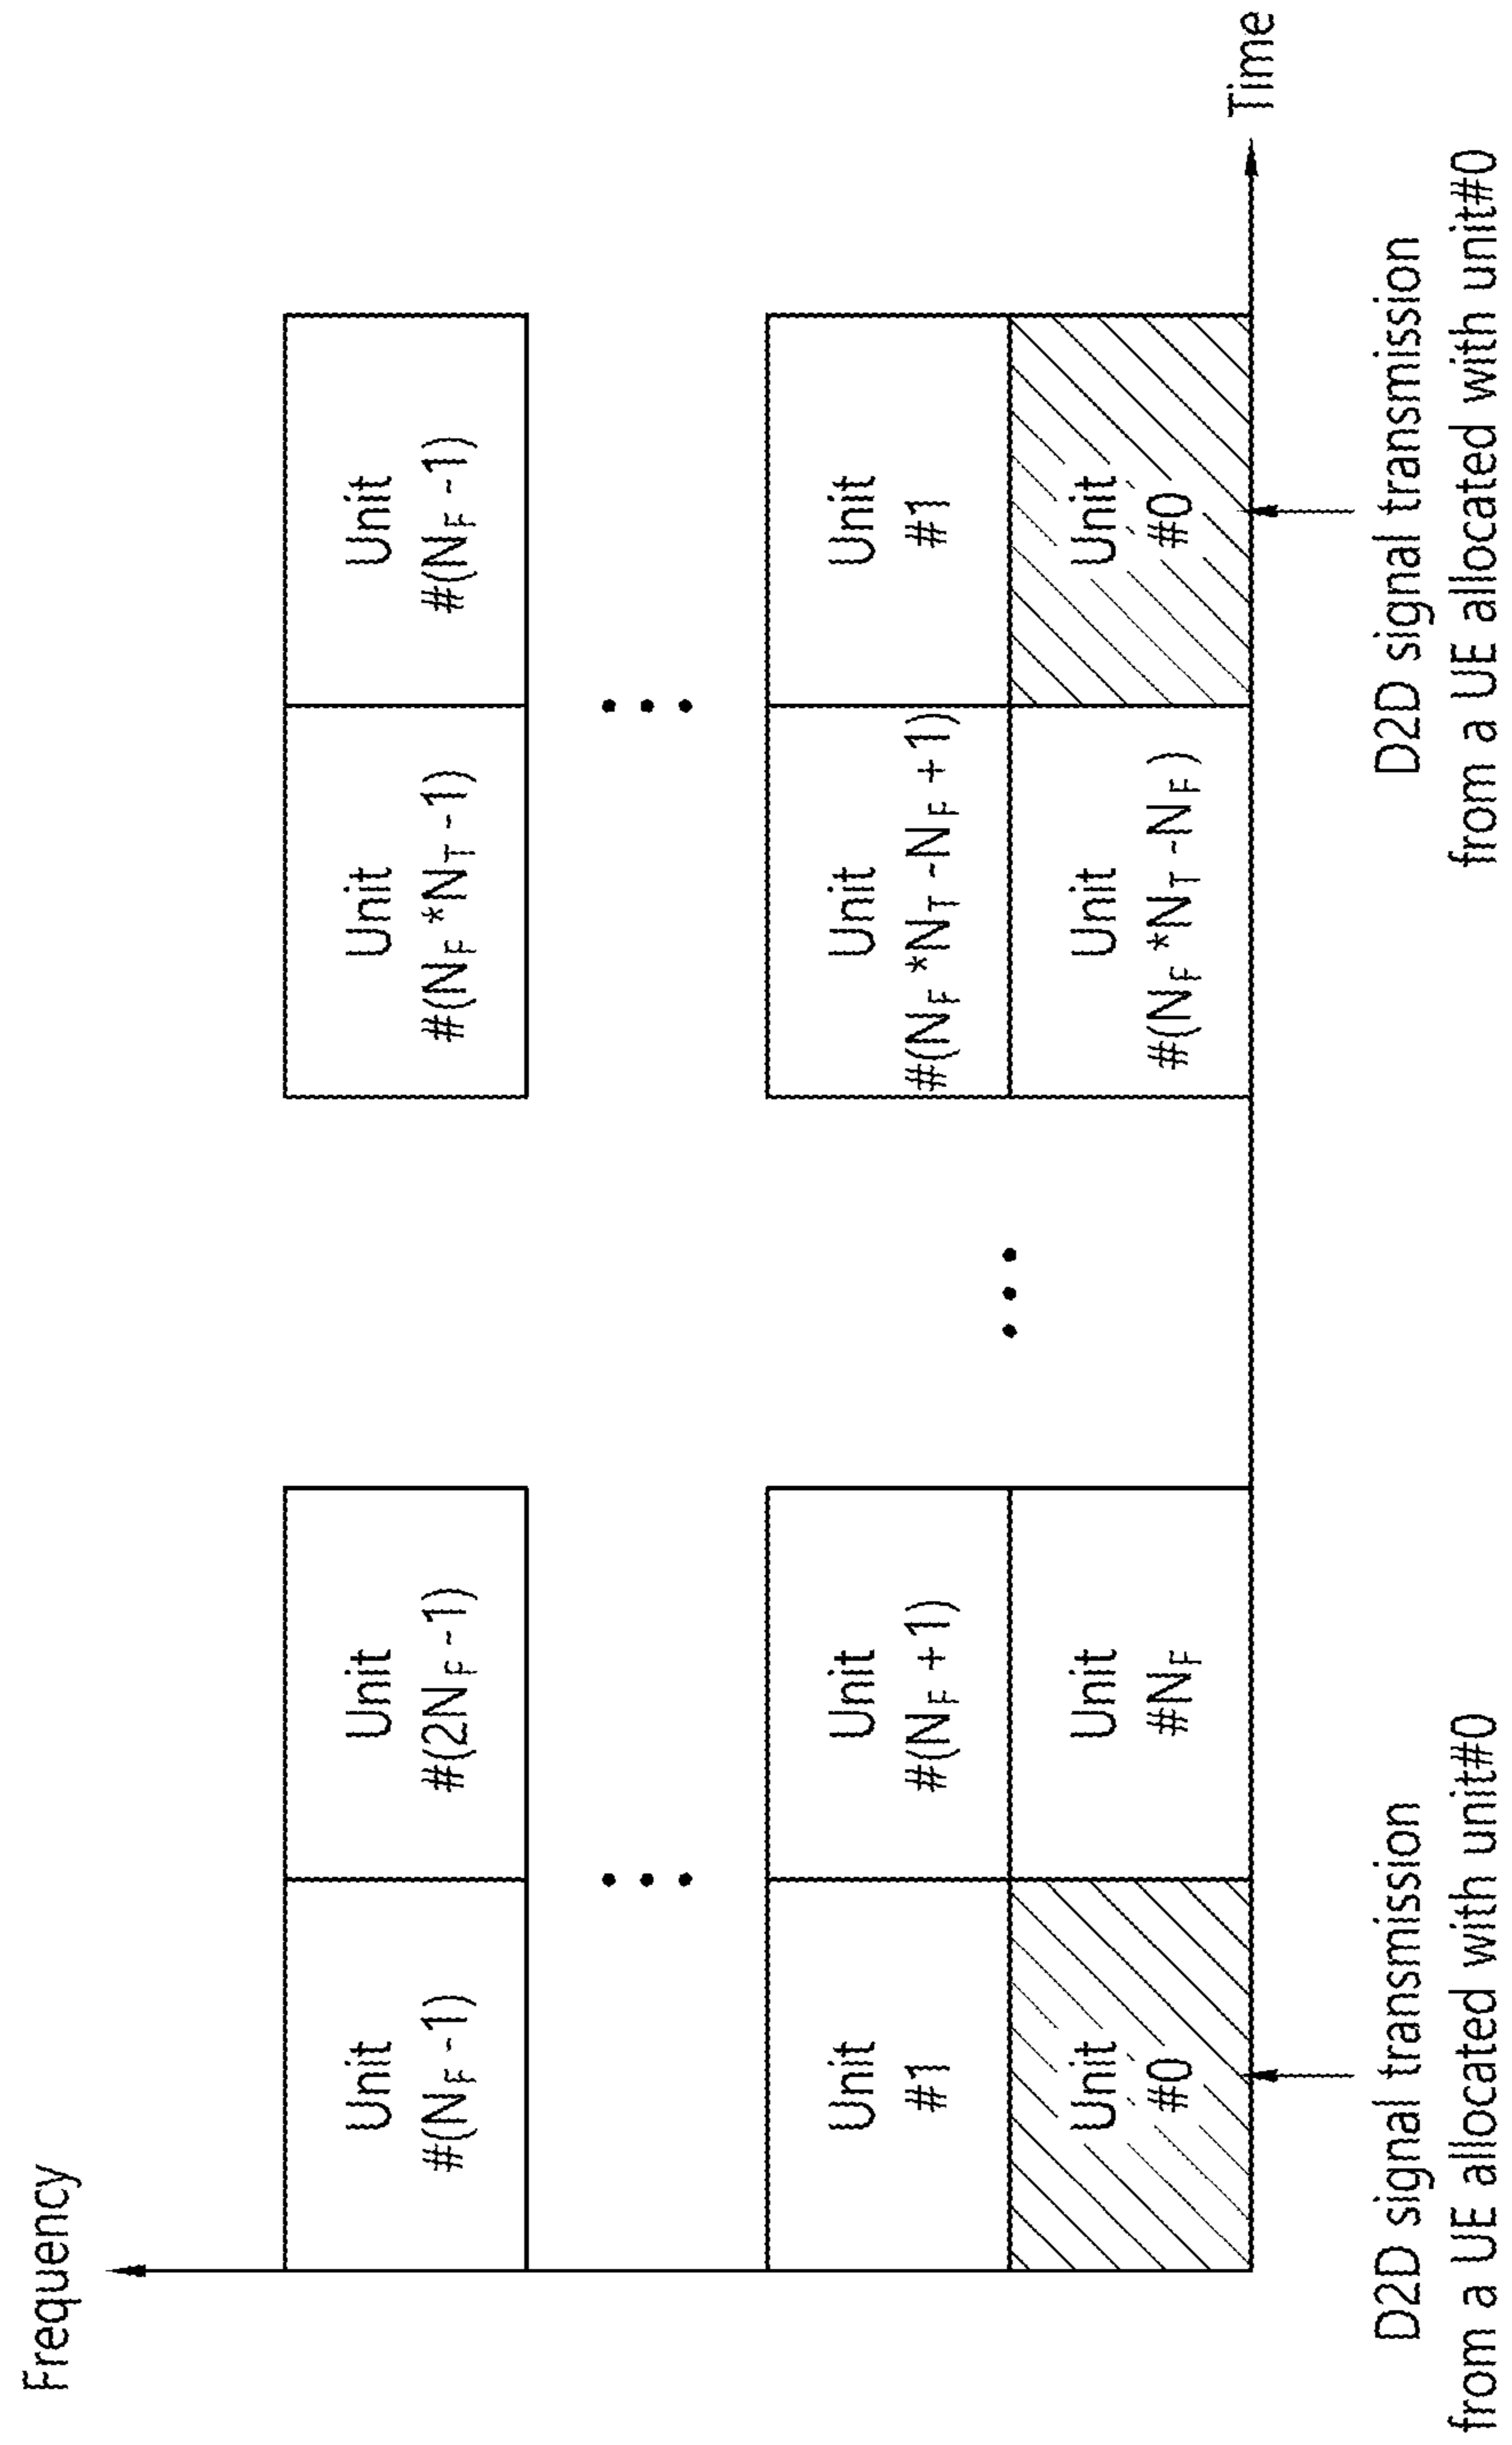 Frequency
Unit
#(N_F -1)
Unit
#(2N_F -1)
Unit
#(N_F *N_T -1)
Unit
#(N_F -1)
Unit
#1
Unit
#(N_F +1)
Unit
#(N_F *N_T -N_F +1)
Unit
#1
Unit
#0
Unit
#N_F
Unit
#(N_F *N_T -N_F )
Unit
#0
Time
D2D signal transmission
from a UE allocated with unit#0
D2D signal transmission
from a UE allocated with unit#0